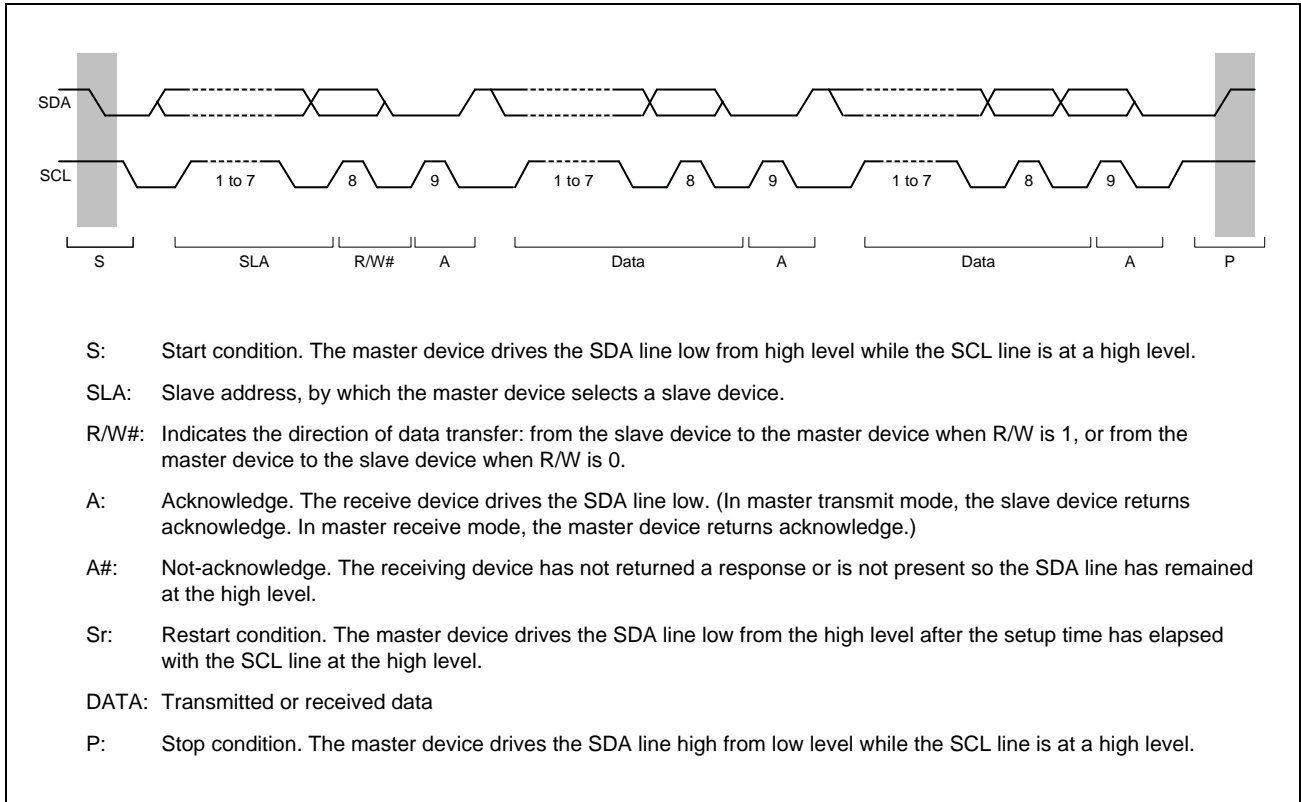 SDA
SCL
1 to 7 8 9 1 to 7 8 9 1 to 7 8 9
S SLA R/W# A Data A Data A P
S: Start condition. The master device drives the SDA line low from high level while the SCL line is at a high level.
SLA: Slave address, by which the master device selects a slave device.
R/W#: Indicates the direction of data transfer: from the slave device to the master device when R/W is 1, or from the
master device to the slave device when R/W is 0.
A: Acknowledge. The receive device drives the SDA line low. (In master transmit mode, the slave device returns
acknowledge. In master receive mode, the master device returns acknowledge.)
A#: Not-acknowledge. The receiving device has not returned a response or is not present so the SDA line has remained
at the high level.
Sr: Restart condition. The master device drives the SDA line low from the high level after the setup time has elapsed
with the SCL line at the high level.
DATA: Transmitted or received data
P: Stop condition. The master device drives the SDA line high from low level while the SCL line is at a high level.